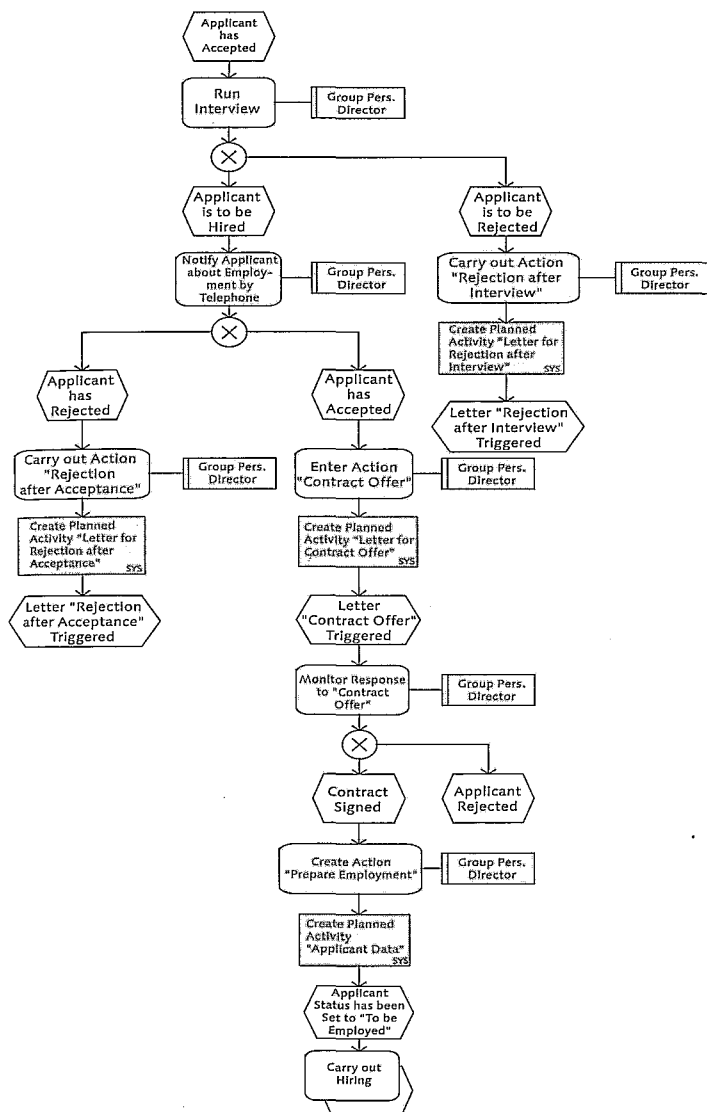 Applicant
has
Accepted
Run
Interview
Group Pers.
Director
Applicant
is to be
Hired
Applicant
is to be
Rejected
Notify Applicant
about Employ-
ment by
Telephone
Group Pers.
Director
Carry out Action
"Rejection after
Interview"
Group Pers.
Director
Create Planned
Activity "Letter for
Rejection after
Interview"
SYS
Applicant
has
Rejected
Applicant
has
Accepted
Letter "Rejection
after Interview"
Triggered
Carry out Action
"Rejection
after Acceptance"
Group Pers.
Director
Enter Action
"Contract Offer"
Group Pers.
Director
Create Planned
Activity "Letter for
Rejection after
Acceptance"
SYS
Create Planned
Activity "Letter for
Contract Offer"
SYS
Letter "Rejection
after Acceptance"
Triggered
Letter
"Contract Offer"
Triggered
Monitor Response
to "Contract
Offer"
Group Pers.
Director
Contract
Signed
Applicant
Rejected
Create Action
"Prepare Employment"
Group Pers.
Director
Create Planned
Activity
"Applicant Data"
SYS
Applicant
Status has been
Set to "To be
Employed"
Carry out
Hiring